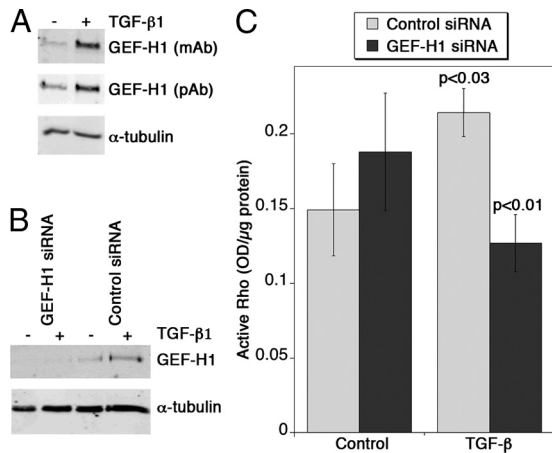 A
- + TGF-β1
GEF-H1 (mAb)
GEF-H1 (pAb)
α-tubulin
B
GEF-H1 siRNA
Control siRNA
- + - + TGF-β1
GEF-H1
α-tubulin
C
Control siRNA
GEF-H1 siRNA
Active Rho (OD/µg protein)
0.2
0.15
0.1
0.05
0
p<0.03
p<0.01
Control
TGF-β